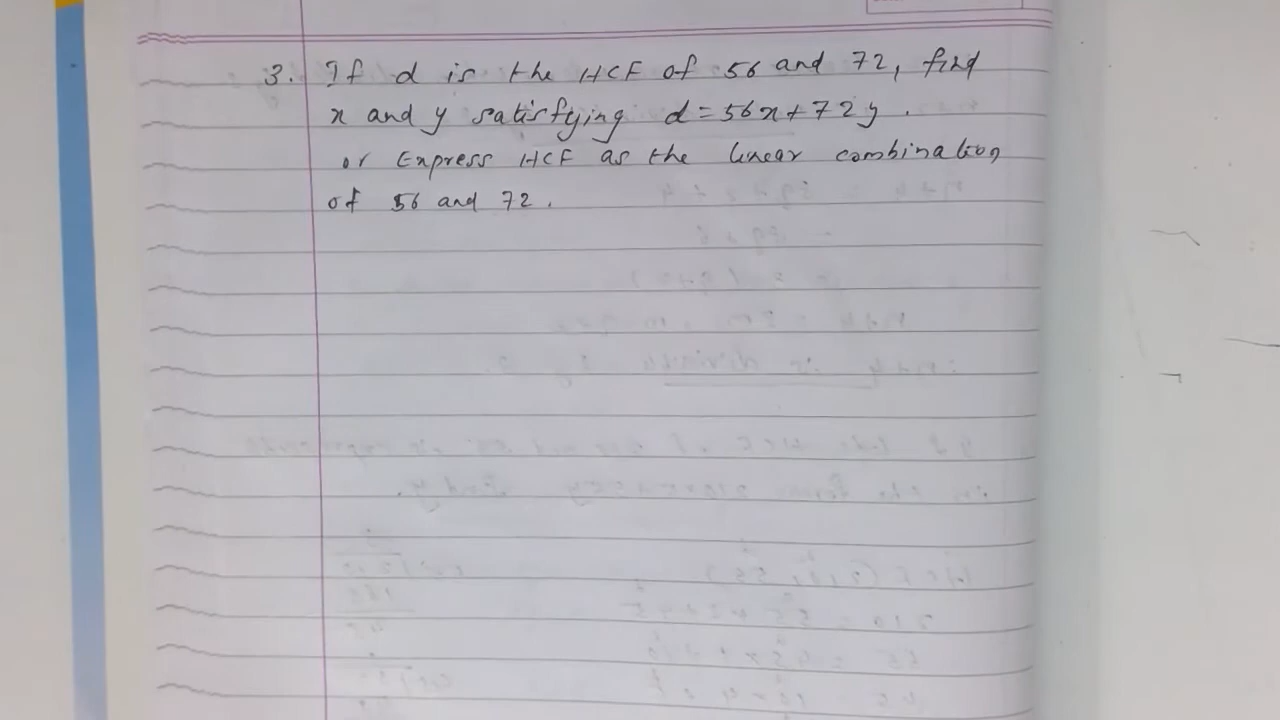 3. If d is the HCF of 56 and 72, find
x and y satisfying d = 56x + 72y.
or Express HCF as the linear combination
of 56 and 72.